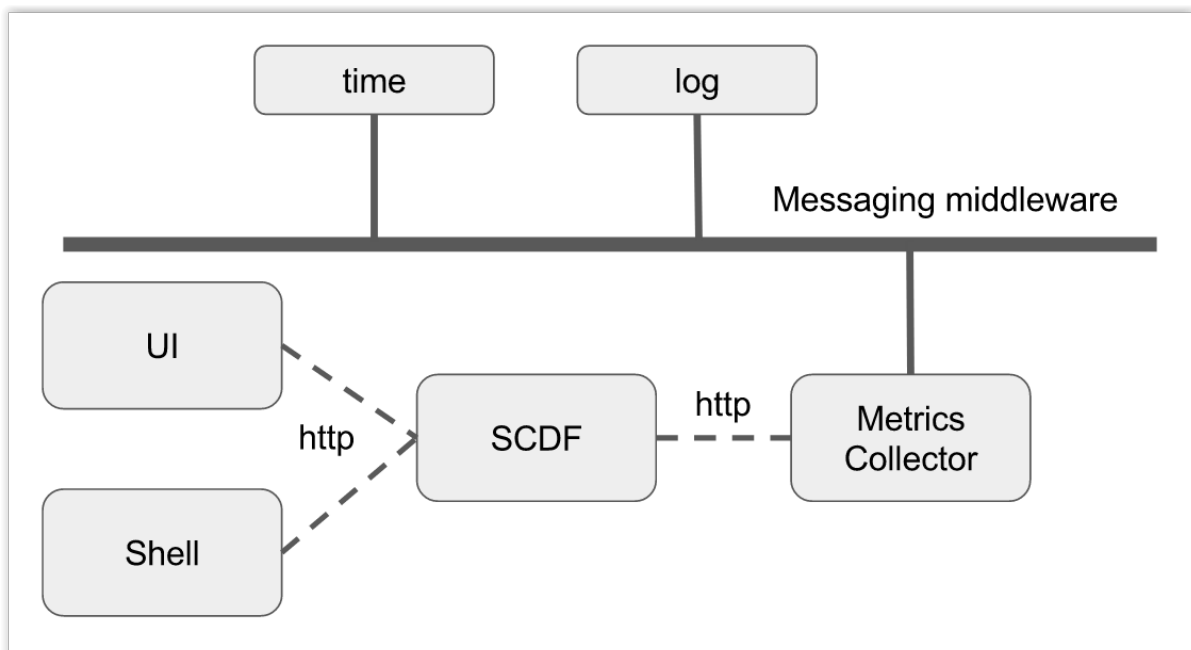 time
log
Messaging middleware
UI
http
SCDF
http
Metrics
Collector
Shell